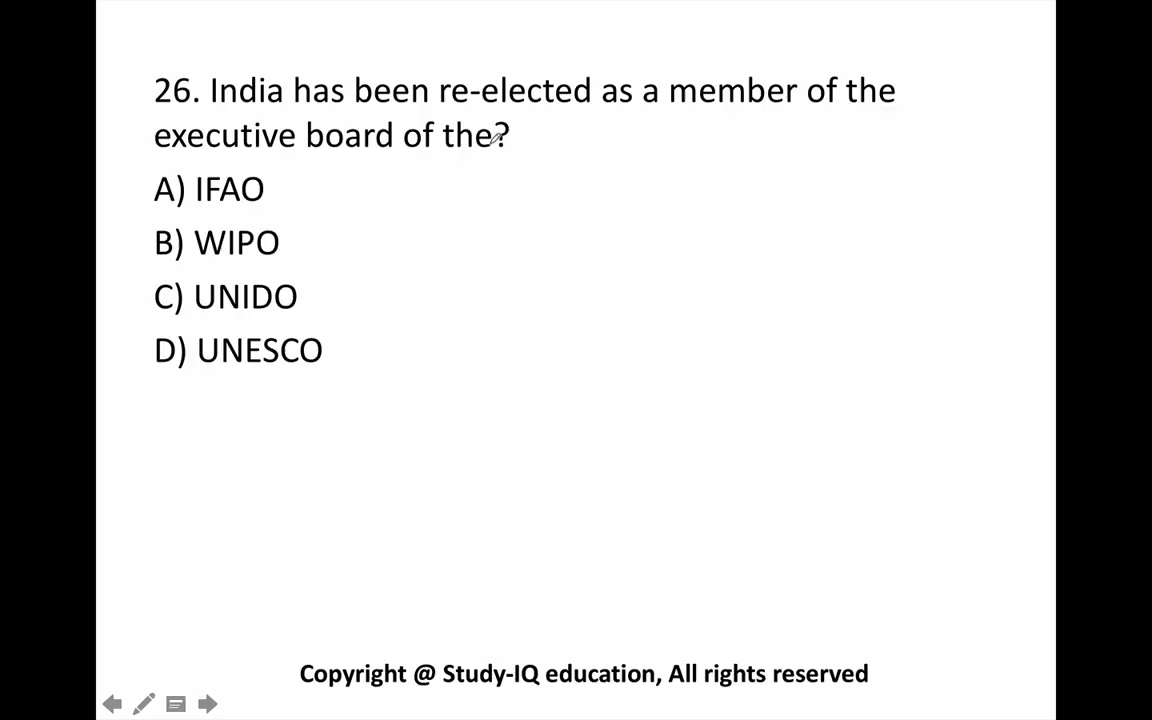 26. India has been re-elected as a member of the
executive board of the?
A) IFAO
B) WIPO
C) UNIDO
D) UNESCO
Copyright @ Study-IQ education, All rights reserved